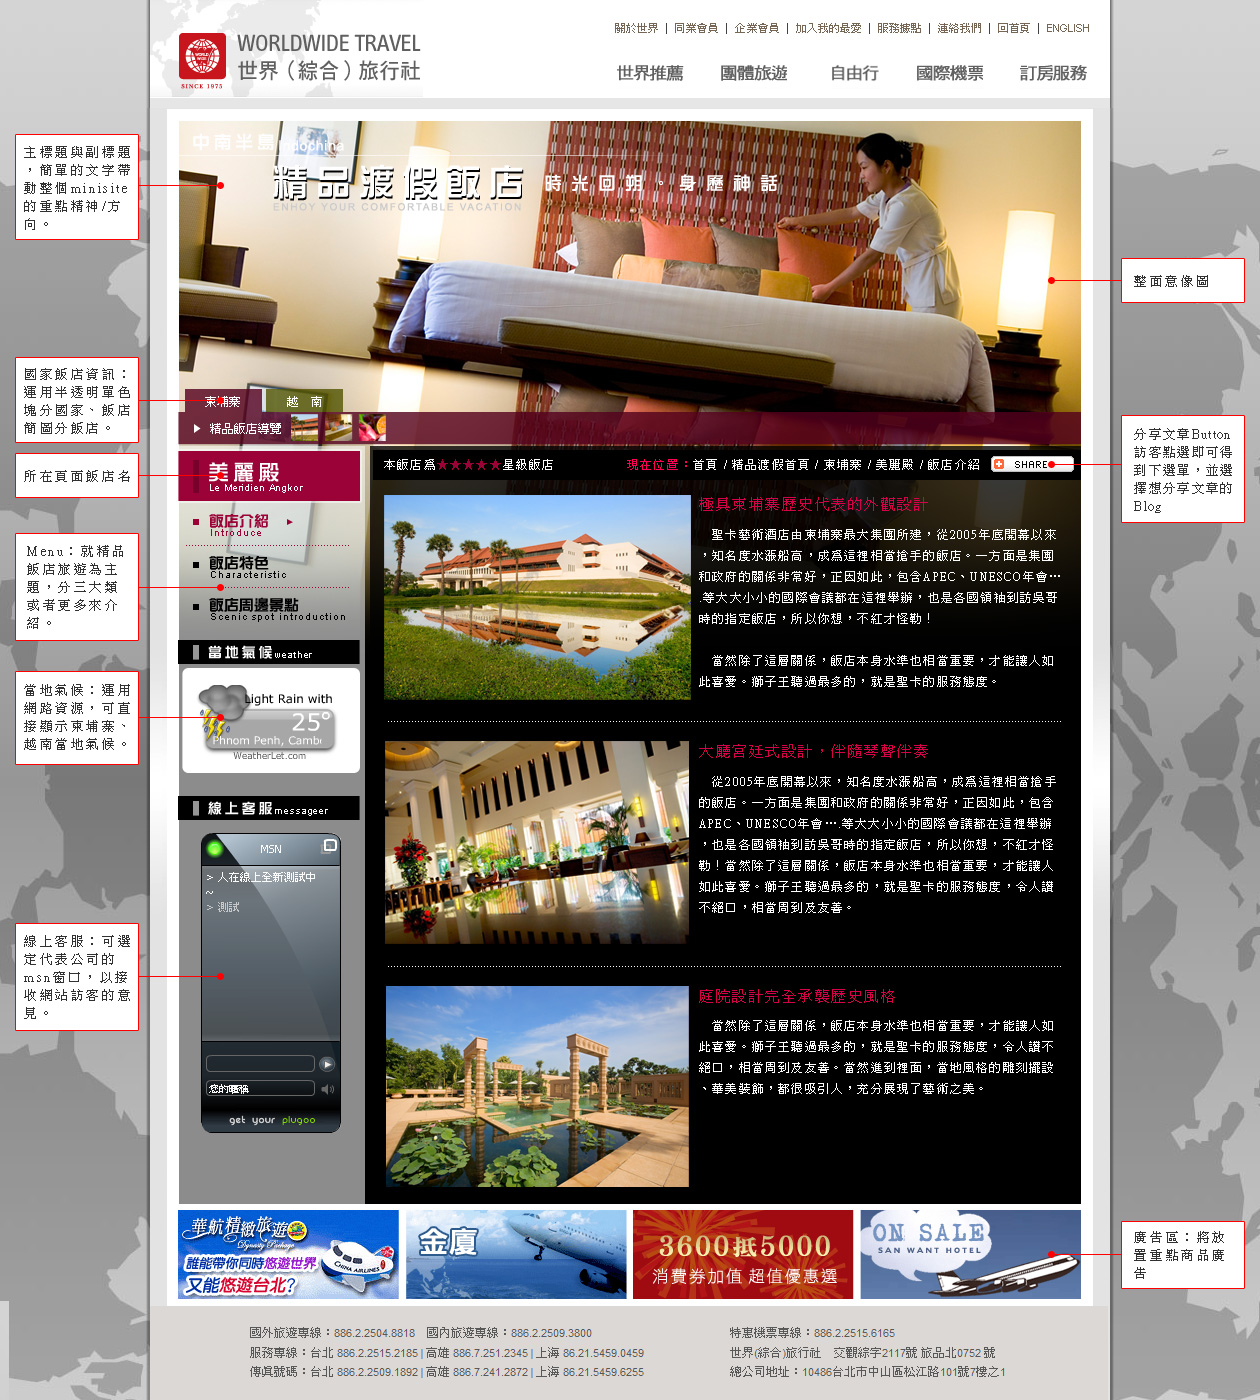 WORLDWIDE TRAVEL
世界（綜合）旅行社
WORLD WIDE
SINCK 1975
關於世界 | 同業會員 | 企業會員 | 加入我的最愛 | 服務據點 | 連絡我們 | 回首頁 | ENGLISH
世界推薦 團體旅遊 自由行 國際機票 訂房服務
中南半島 Indochina
精品渡假飯店 時光回朔。身歷神話
ENHOY YOUR COMFORTABLE VACATION
主標題與副標題
，簡單的文字帶
動整個minisite
的重點精神/方
向。
整面意像圖
國家飯店資訊：
運用半透明單色
塊分國家、飯店
簡圖分飯店。
柬埔寨 越 南
精品飯店導覽
所在頁面飯店名
美麗殿
Le Meridien Angkor
本飯店為★★★★★星級飯店 現在位置：首頁 / 精品渡假首頁 / 柬埔寨 / 美麗殿 / 飯店介紹 SHARE
分享文章Button
訪客點選即可得
到下選單，並選
擇想分享文章的
Blog
飯店介紹
Introduce
飯店特色
Characteristic
飯店周邊景點
Scenic spot introduction
Menu：就精品
飯店旅遊為主
題，分三大類
或者更多來介
紹。
當地氣候weather
Light Rain with
25°
Phnom Penh, Cambo
WeatherLet.com
當地氣候：運用
網路資源，可直
接顯示柬埔寨、
越南當地氣候。
線上客服messageer
MSN
> 人在線上全新測試中
~
> 測試
您的暱稱
get your plugoo
線上客服：可選
定代表公司的
msn窗口，以接
收網站訪客的意
見。
極具柬埔寨歷史代表的外觀設計
聖卡藝術酒店由柬埔寨最大集團所建，從2005年底開幕以來
，知名度水漲船高，成為這裡相當搶手的飯店。一方面是集團
和政府的關係非常好，正因如此，包含APEC、UNESCO年會…
.等大大小小的國際會議都在這裡舉辦，也是各國領袖到訪吳哥
時的指定飯店，所以你想，不紅才怪勒！
當然除了這層關係，飯店本身水準也相當重要，才能讓人如
此喜愛。獅子王聽過最多的，就是聖卡的服務態度。
大廳宮廷式設計，伴隨琴聲伴奏
從2005年底開幕以來，知名度水漲船高，成為這裡相當搶手
的飯店。一方面是集團和政府的關係非常好，正因如此，包含
APEC、UNESCO年會….等大大小小的國際會議都在這裡舉辦
，也是各國領袖到訪吳哥時的指定飯店，所以你想，不紅才怪
勒！當然除了這層關係，飯店本身水準也相當重要，才能讓人
如此喜愛。獅子王聽過最多的，就是聖卡的服務態度，令人讚
不絕口，相當周到及友善。
庭院設計完全承襲歷史風格
當然除了這層關係，飯店本身水準也相當重要，才能讓人如
此喜愛。獅子王聽過最多的，就是聖卡的服務態度，令人讚不
絕口，相當周到及友善。當然進到裡面，當地風格的雕刻擺設
、華美裝飾，都很吸引人，充分展現了藝術之美。
華航精緻旅遊
Dynasty Package
誰能帶你同時悠遊世界
又能悠遊台北?
CHINA AIRLINES
金廈
3600抵5000
消費券加值 超值優惠選
ON SALE
SAN WANT HOTEL
廣告區：將放
置重點商品廣
告
國外旅遊專線：886.2.2504.8818 國內旅遊專線：886.2.2509.3800
服務專線：台北 886.2.2515.2185 | 高雄 886.7.251.2345 | 上海 86.21.5459.0459
傳真號碼：台北 886.2.2509.1892 | 高雄 886.7.241.2872 | 上海 86.21.5459.6255
特惠機票專線：886.2.2515.6165
世界(綜合)旅行社 交觀綜字2117號 旅品北0752 號
總公司地址：10486台北市中山區松江路101號7樓之1